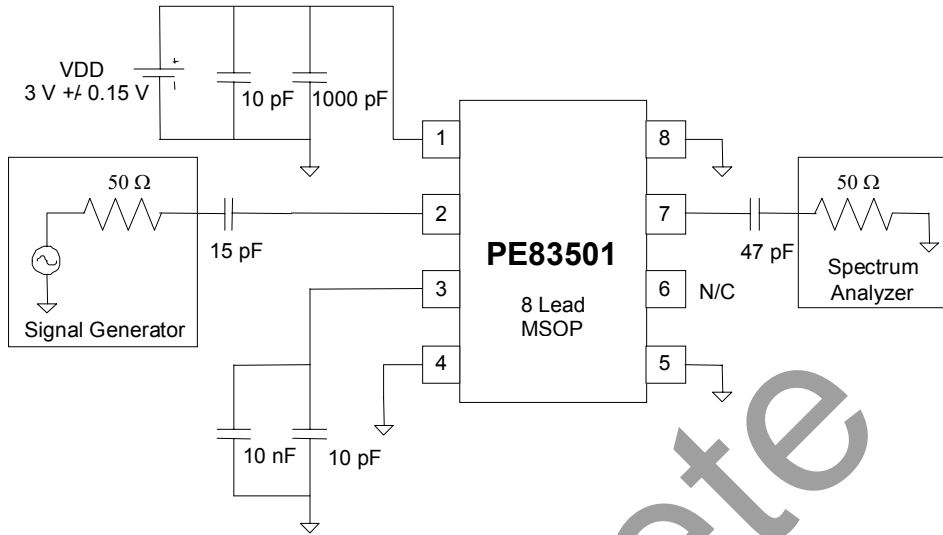 VDD
3 V +/- 0.15 V
10 pF
1000 pF
1
8
50 Ω
50 Ω
2
7
15 pF
PE83501
47 pF
Spectrum
Analyzer
3
6
N/C
8 Lead
MSOP
Signal Generator
4
5
10 nF
10 pF
ete